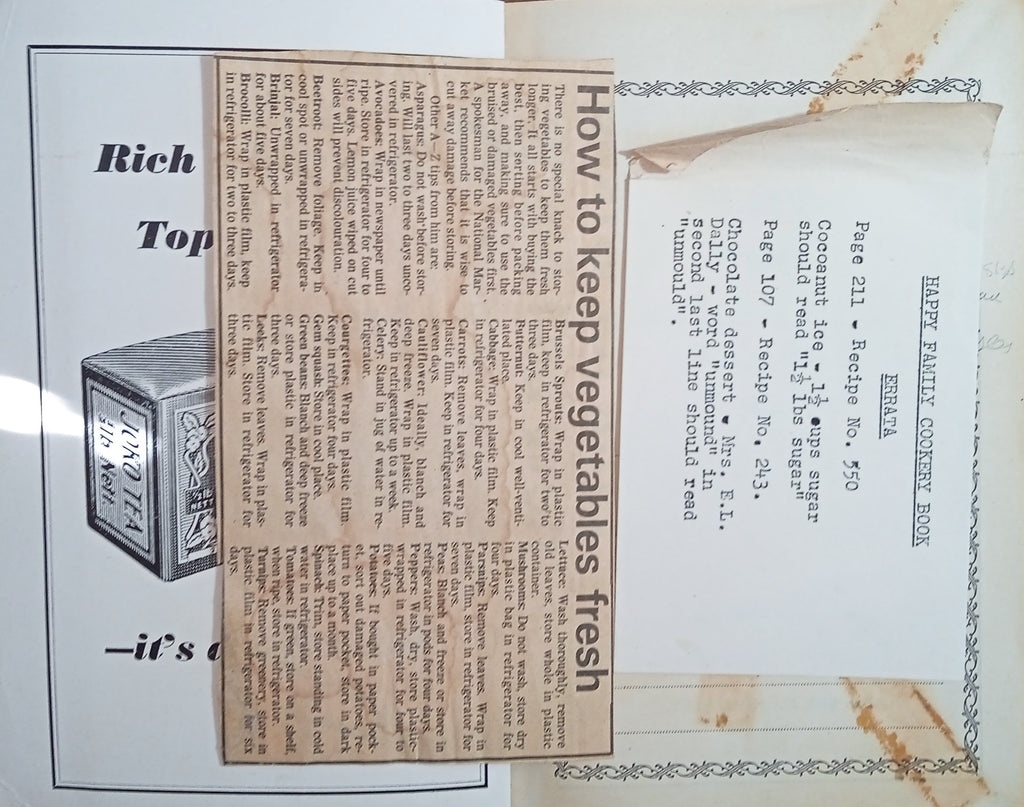 HAPPY FAMILY COOKERY BOOK
ERRATA
Page 211 - Recipe No. 550
Cocoanut ice - 1½ cups sugar
should read "1½ lbs sugar"
Page 107 - Recipe No. 243.
Chocolate dessert - Mrs. E.L.
Dally - word "unmound" in
second last line should read
"unmould".
How to keep vegetables fresh
There is no special knack to stor-
ing vegetables to keep them fresh
longer. It all starts with buying the
best, then sorting before packing
away, and making sure to use the
bruised or damaged vegetables first.
A spokesman for the National Mar-
ket recommends that it is wise to
cut away damage before storing.
Other A—Z tips from him are:
Asparagus: Do not wash before stor-
ing. Will last two to three days unco-
vered in refrigerator.
Avocadoes: Wrap in newspaper until
ripe. Store in refrigerator for four to
five days. Lemon juice wiped on cut
sides will prevent discolouration.
Beetroot: Remove foliage. Keep in
cool spot or unwrapped in refrigera-
tor for seven days.
Brinjal: Unwrapped in refrigerator
for about five days.
Brocolli: Wrap in plastic film, keep
in refrigerator for two to three days.
Brussels Sprouts: Wrap in plastic
film, keep in refrigerator for two to
three days.
Butternut: Keep in cool well-venti-
lated place.
Cabbage: Wrap in plastic film. Keep
in refrigerator for four days.
Carrots: Remove leaves, wrap in
plastic film. Keep in refrigerator for
seven days.
Cauliflower: Ideally, blanch and
deep freeze. Wrap in plastic film.
Keep in refrigerator up to a week.
Celery: Stand in jug of water in re-
frigerator.
Courgettes: Wrap in plastic film.
Keep in refrigerator four days.
Gem squash: Store in cool place.
Green beans: Blanch and deep freeze
or store plastic in refrigerator for
three days.
Leeks: Remove leaves. Wrap in plas-
tic film. Store in refrigerator for
three days.
Lettuce: Wash thoroughly, remove
old leaves, store whole in plastic
container.
Mushrooms: Do not wash, store dry
in plastic bag in refrigerator for
four days.
Parsnips: Remove leaves. Wrap in
plastic film, store in refrigerator for
seven days.
Peas: Blanch and freeze or store in
refrigerator in pods for four days.
Peppers: Wash, dry, store plastic-
wrapped in refrigerator for four to
five days.
Potatoes: If bought in paper pock-
et, sort out damaged potatoes, re-
turn to paper pocket, store in dark
place up to a month.
Spinach: Trim, store standing in cold
water in refrigerator.
Tomatoes: If green, store on a shelf,
when ripe, store in refrigerator.
Turnips: Remove greenery, store in
plastic film in refrigerator for six
days.
Rich
Top
JOKO TEA
½lb Nett
½lb
NET
—it's